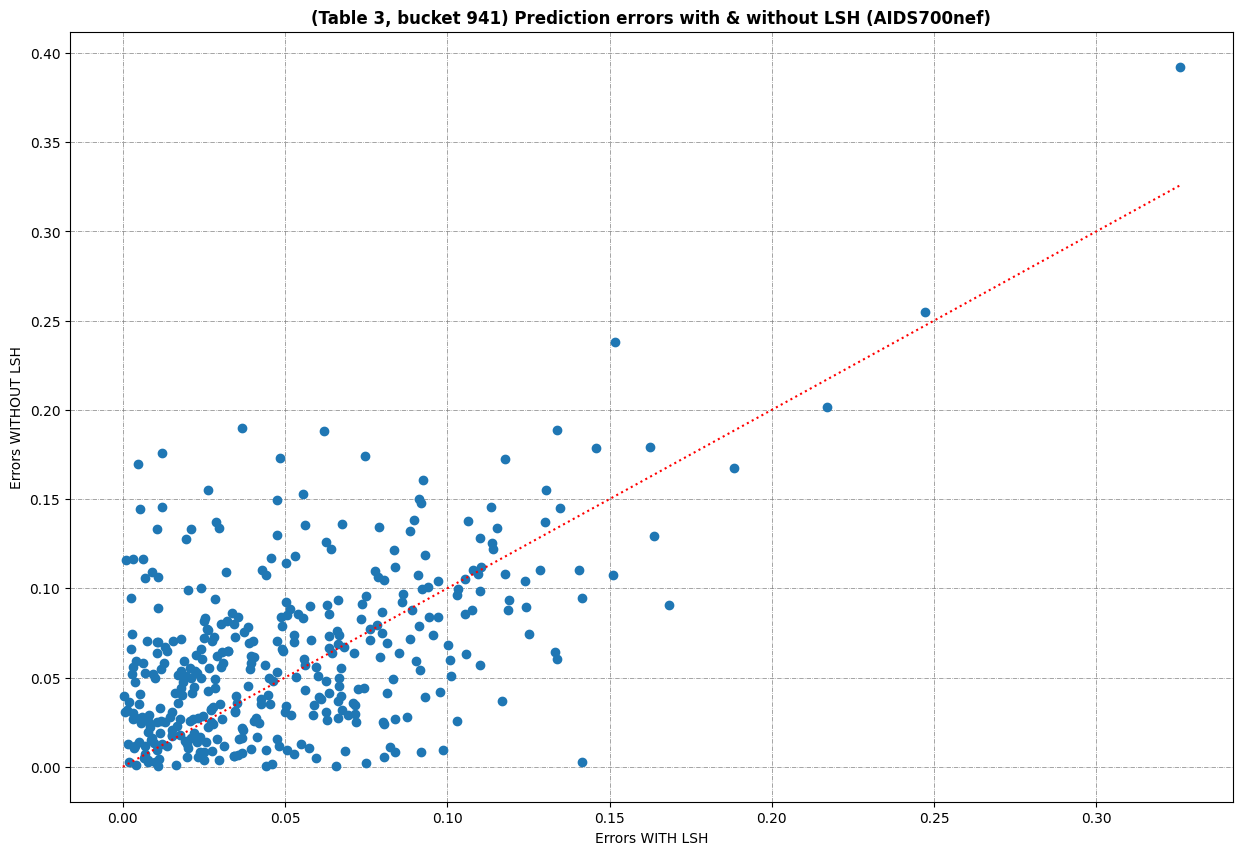 (Table 3, bucket 941) Prediction errors with & without LSH (AIDS700nef)
0.40
0.35
0.30
0.25
0.20
0.15
0.10
0.05
0.00
Errors WITHOUT LSH
0.00 0.05 0.10 0.15 0.20 0.25 0.30
Errors WITH LSH